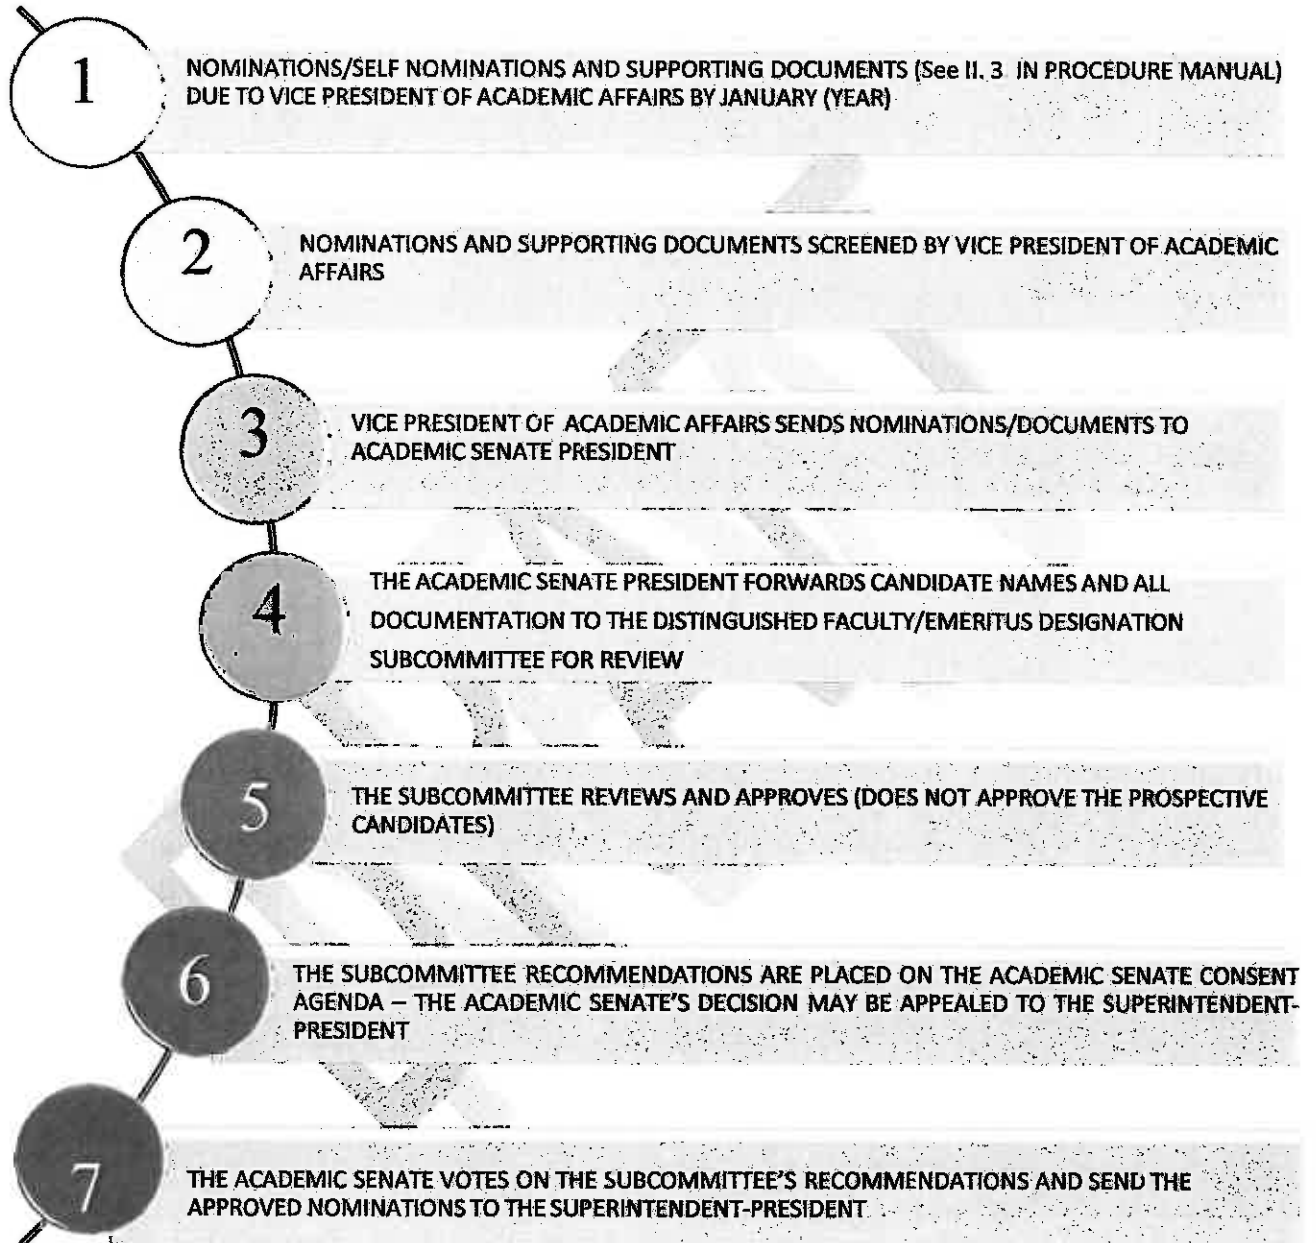 1
NOMINATIONS/SELF NOMINATIONS AND SUPPORTING DOCUMENTS (See II. 3 IN PROCEDURE MANUAL)
DUE TO VICE PRESIDENT OF ACADEMIC AFFAIRS BY JANUARY (YEAR)
2
NOMINATIONS AND SUPPORTING DOCUMENTS SCREENED BY VICE PRESIDENT OF ACADEMIC
AFFAIRS
3
VICE PRESIDENT OF ACADEMIC AFFAIRS SENDS NOMINATIONS/DOCUMENTS TO
ACADEMIC SENATE PRESIDENT
4
THE ACADEMIC SENATE PRESIDENT FORWARDS CANDIDATE NAMES AND ALL
DOCUMENTATION TO THE DISTINGUISHED FACULTY/EMERITUS DESIGNATION
SUBCOMMITTEE FOR REVIEW
5
THE SUBCOMMITTEE REVIEWS AND APPROVES (DOES NOT APPROVE THE PROSPECTIVE
CANDIDATES)
6
THE SUBCOMMITTEE RECOMMENDATIONS ARE PLACED ON THE ACADEMIC SENATE CONSENT
AGENDA – THE ACADEMIC SENATE'S DECISION MAY BE APPEALED TO THE SUPERINTENDENT-
PRESIDENT
7
THE ACADEMIC SENATE VOTES ON THE SUBCOMMITTEE'S RECOMMENDATIONS AND SEND THE
APPROVED NOMINATIONS TO THE SUPERINTENDENT-PRESIDENT